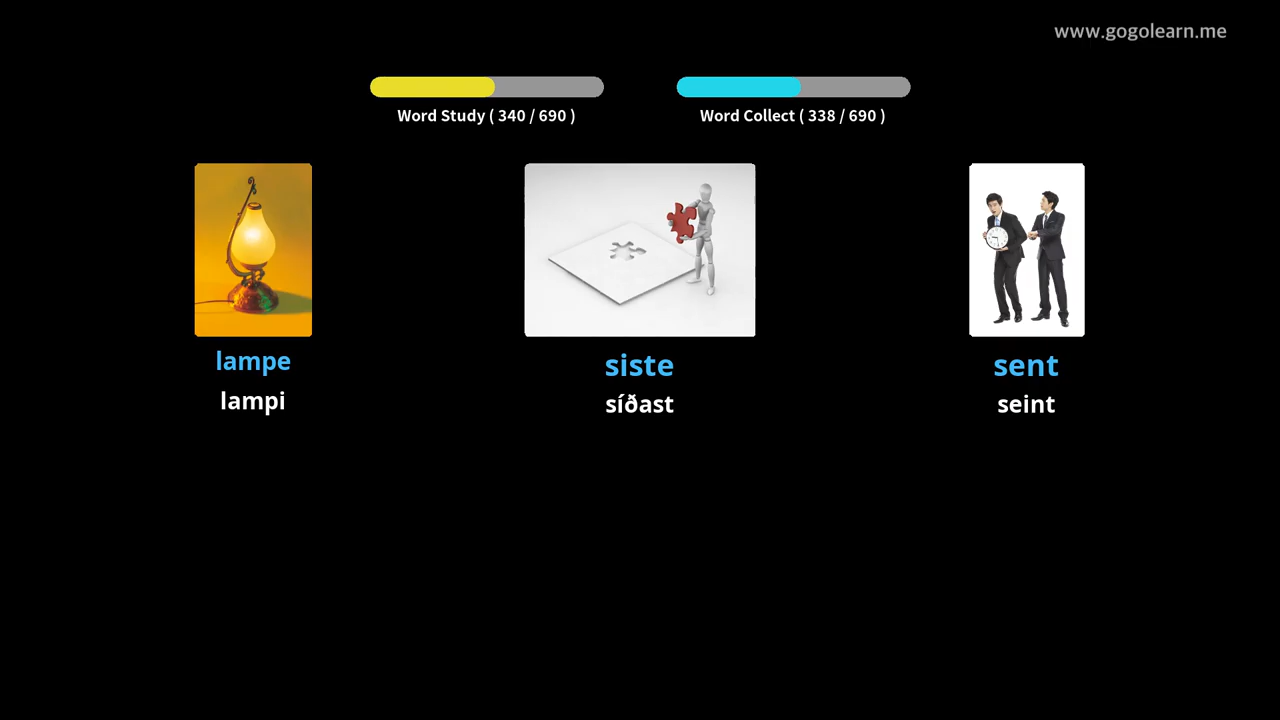 www.gogolearn.me
Word Study ( 340 / 690 )
Word Collect ( 338 / 690 )
lampe
lampi
siste
síðast
sent
seint